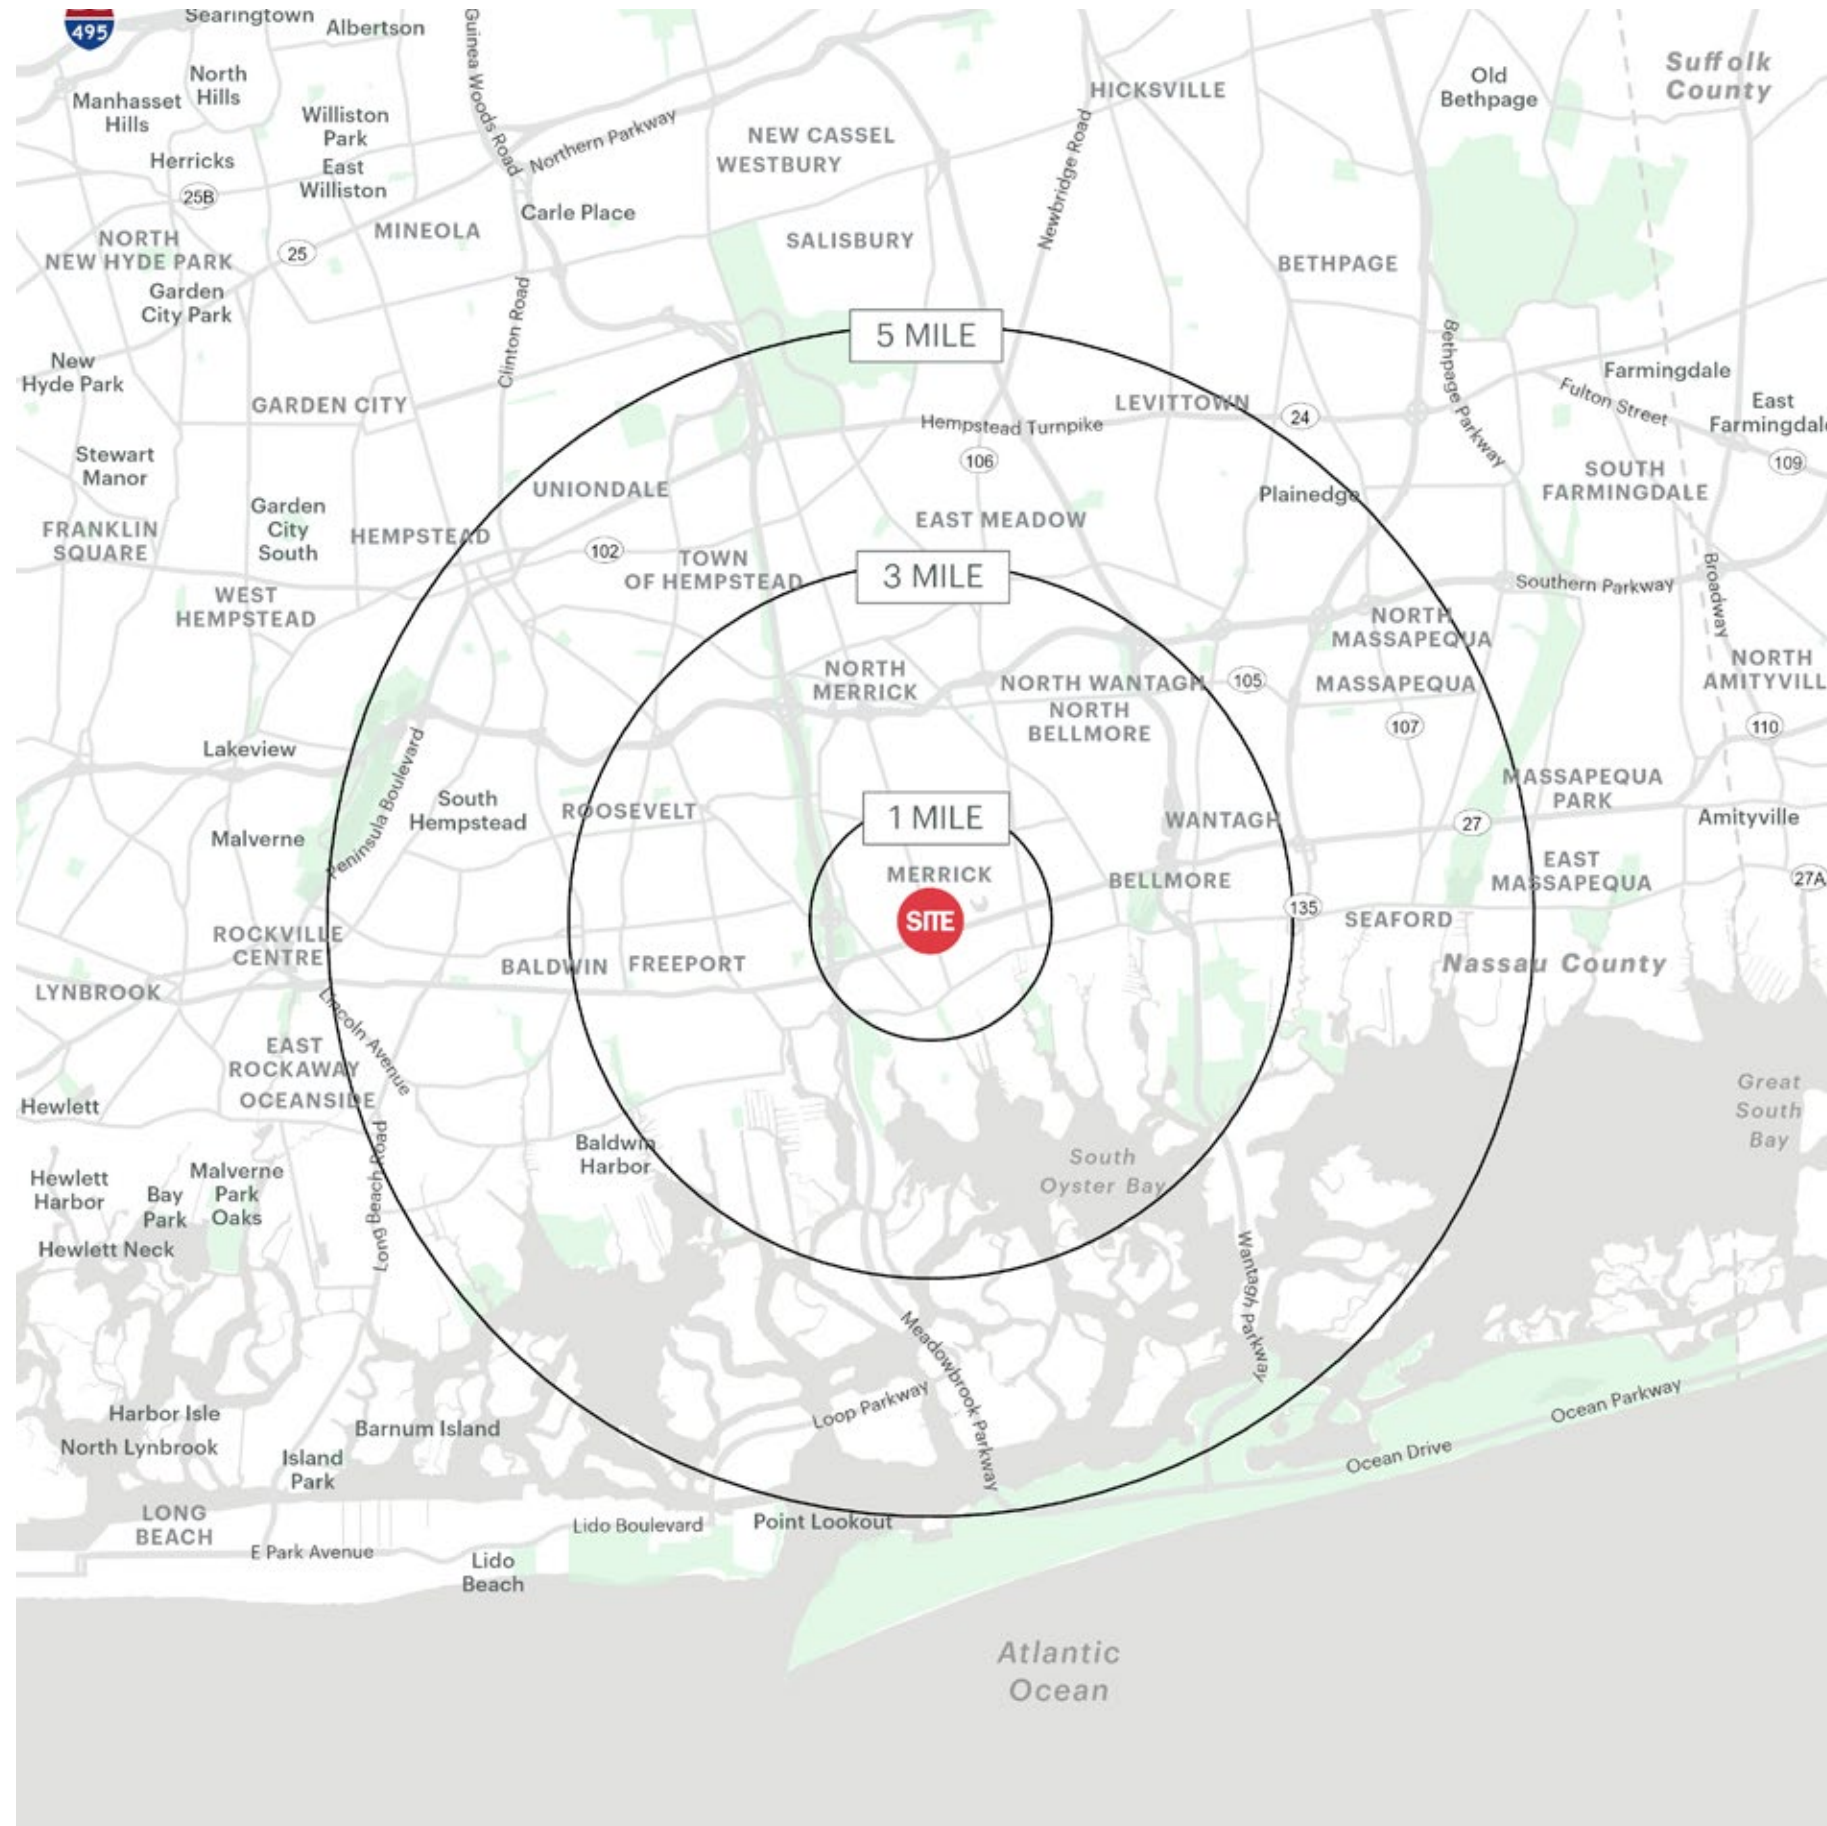 495
Searingtown
Albertson
Guinea Woods Road
North
Hills
Manhasset
Hills
Williston
Park
Herricks
East
Williston
25B
Northern Parkway
NEW CASSEL
WESTBURY
HICKSVILLE
Newbridge Road
Old
Bethpage
Suffolk
County
Carle Place
MINEOLA
SALISBURY
BETHPAGE
NORTH
NEW HYDE PARK
25
Garden
City Park
Clinton Road
5 MILE
New
Hyde Park
GARDEN CITY
Hempstead Turnpike
LEVITTOWN
24
Bethpage Parkway
Farmingdale
Fulton Street
East
Farmingdale
109
106
Stewart
Manor
UNIONDALE
Plainedge
SOUTH
FARMINGDALE
Garden
City
South
FRANKLIN
SQUARE
HEMPSTEAD
102
EAST MEADOW
TOWN
OF HEMPSTEAD
3 MILE
Southern Parkway
Broadway
WEST
HEMPSTEAD
NORTH
MASSAPEQUA
NORTH
MERRICK
NORTH WANTAGH
105
MASSAPEQUA
NORTH
AMITYVILL
NORTH
BELLMORE
107
110
Lakeview
Peninsula Boulevard
South
Hempstead
ROOSEVELT
1 MILE
WANTAGH
27
MASSAPEQUA
PARK
Amityville
Malverne
MERRICK
BELLMORE
EAST
MASSAPEQUA
27A
SITE
135
SEAFORD
ROCKVILLE
CENTRE
BALDWIN
FREEPORT
Nassau County
LYNBROOK
Lincoln Avenue
EAST
ROCKAWAY
OCEANSIDE
Hewlett
Great
South
Bay
Long Beach Road
Baldwin
Harbor
South
Oyster Bay
Hewlett
Harbor
Bay
Park
Malverne
Park
Oaks
Hewlett Neck
Wantagh Parkway
Meadowbrook Parkway
Loop Parkway
Harbor Isle
North Lynbrook
Barnum Island
Island
Park
Ocean Parkway
Ocean Drive
LONG
BEACH
E Park Avenue
Lido Boulevard
Point Lookout
Lido
Beach
Atlantic
Ocean